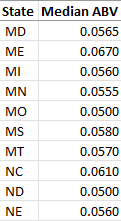 State Median ABV
MD 0.0565
ME 0.0670
MI 0.0560
MN 0.0555
MO 0.0500
MS 0.0580
MT 0.0570
NC 0.0610
ND 0.0500
NE 0.0560